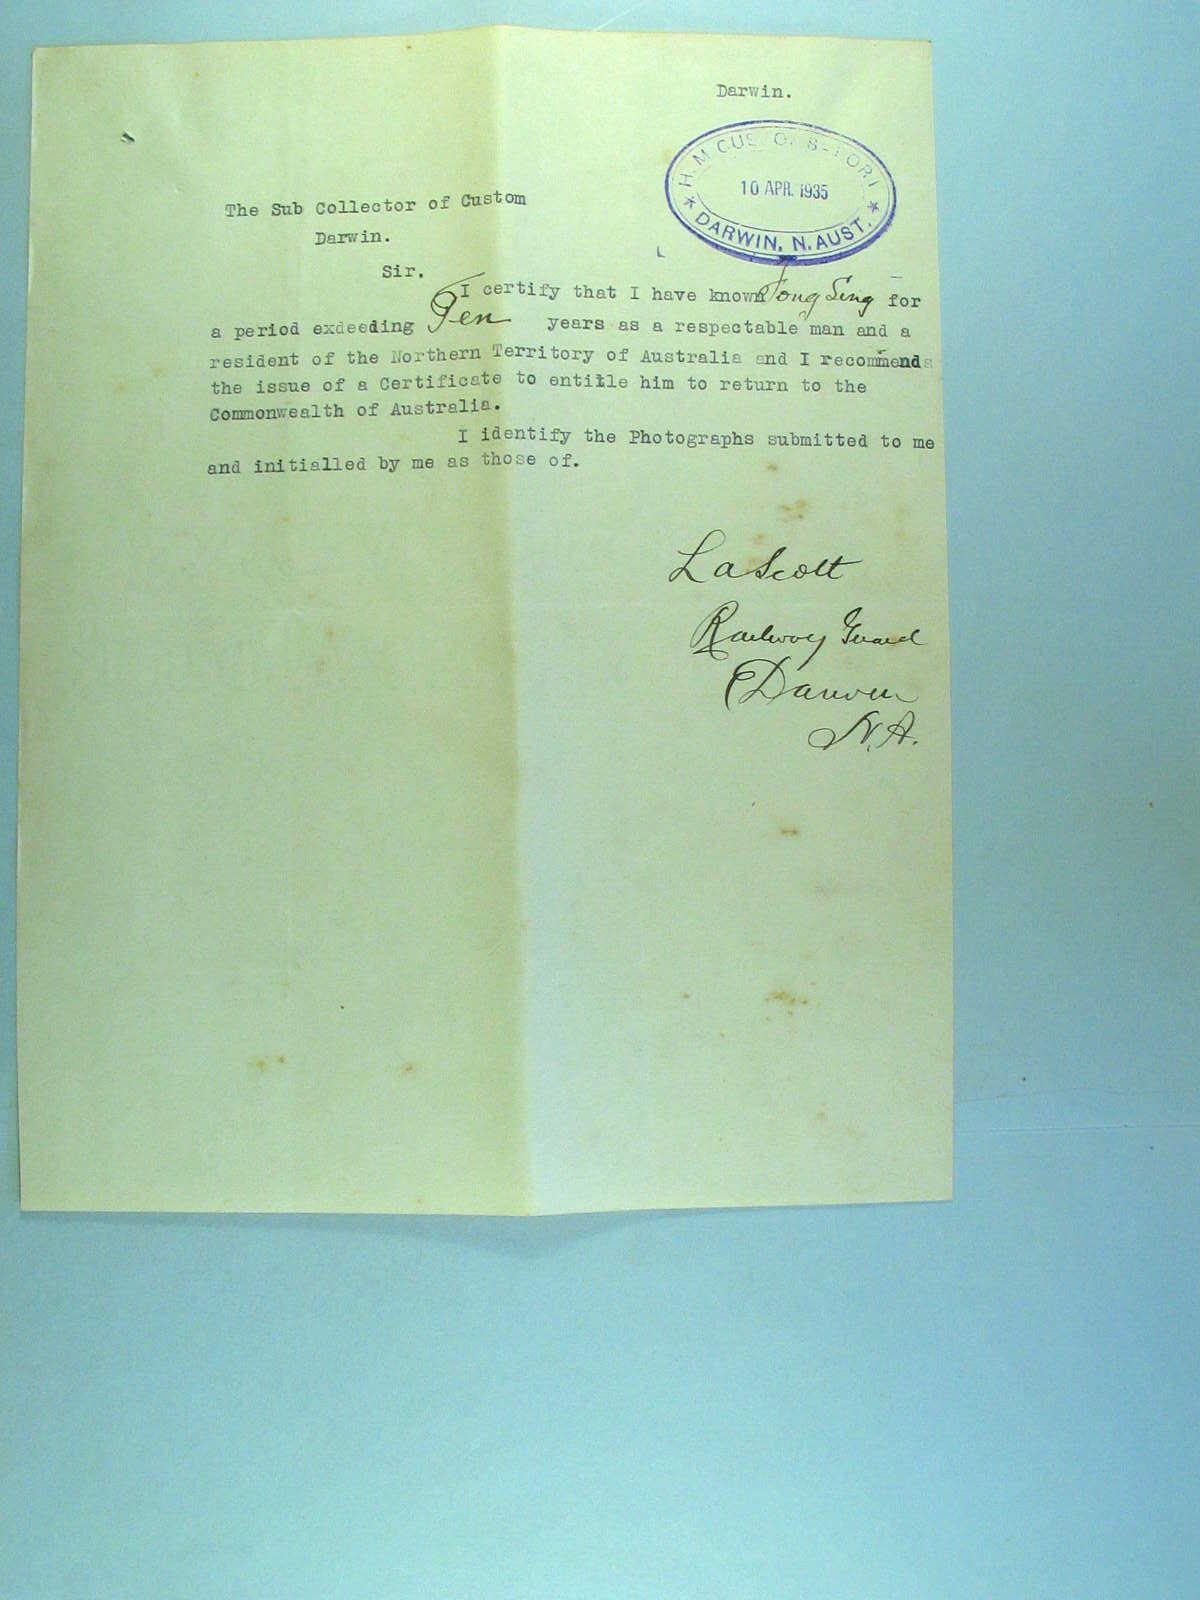 Darwin.
H.M CUS O S-TORI
10 APR. 1935
* DARWIN, N. AUST. *
The Sub Collector of Custom
Darwin.
Sir.
I certify that I have known Tong Sing for
a period exdeeding Ten years as a respectable man and a
resident of the Northern Territory of Australia and I recommends
the issue of a Certificate to entitle him to return to the
Commonwealth of Australia.
I identify the Photographs submitted to me
and initialled by me as those of.
La Scott
Railway Guard
Darwin
N.A.